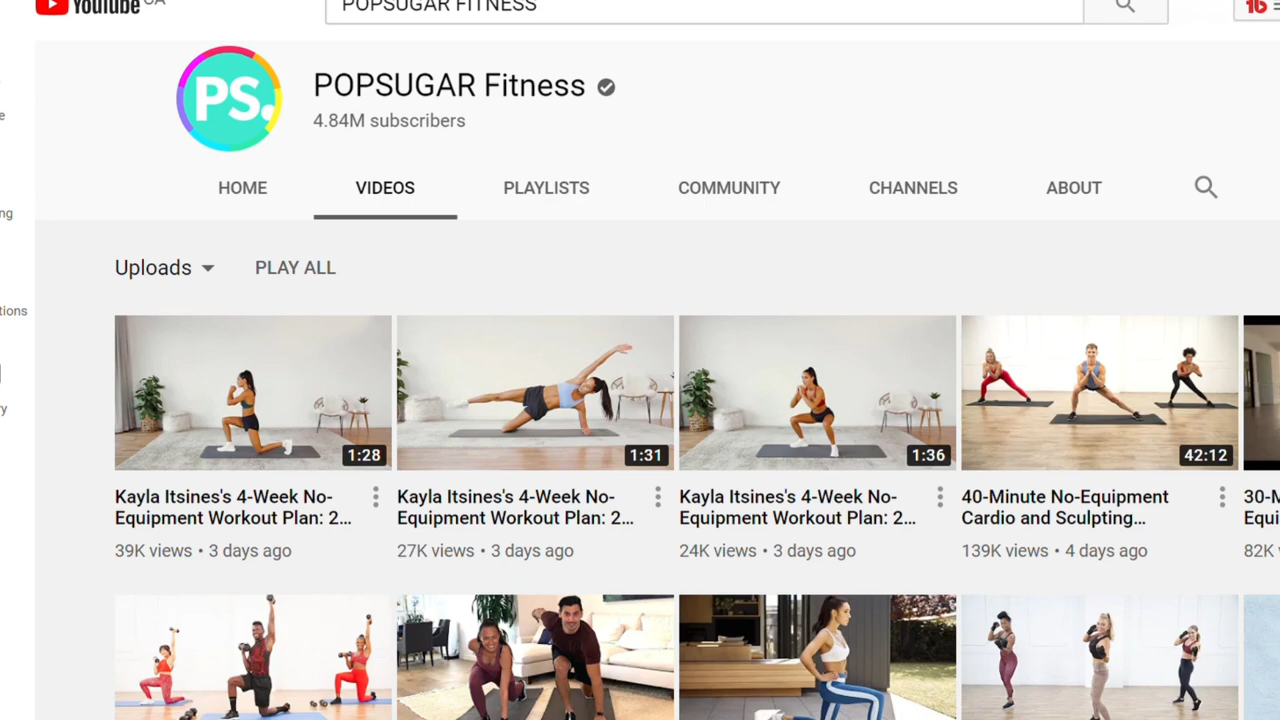 YouTube CA
POPSUGAR FITNESS
PS.
POPSUGAR Fitness
4.84M subscribers
HOME VIDEOS PLAYLISTS COMMUNITY CHANNELS ABOUT
Uploads PLAY ALL
1:28 1:31 1:36 42:12
Kayla Itsines's 4-Week No- Kayla Itsines's 4-Week No- Kayla Itsines's 4-Week No- 40-Minute No-Equipment
Equipment Workout Plan: 2... Equipment Workout Plan: 2... Equipment Workout Plan: 2... Cardio and Sculpting...
39K views • 3 days ago 27K views • 3 days ago 24K views • 3 days ago 139K views • 4 days ago 82K